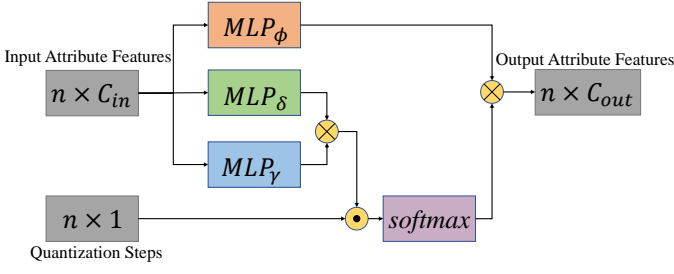 MLP_ϕ
Input Attribute Features
Output Attribute Features
n × C_in
MLP_δ
n × C_out
MLP_γ
n × 1
softmax
Quantization Steps